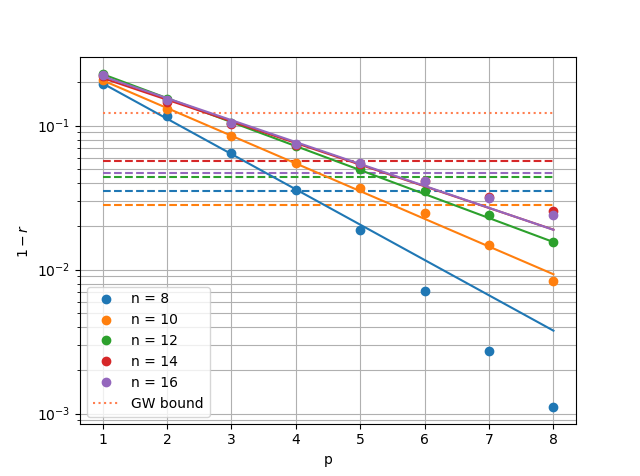 10⁻¹
10⁻²
10⁻³
1 − r
n = 8
n = 10
n = 12
n = 14
n = 16
GW bound
1 2 3 4 5 6 7 8
p